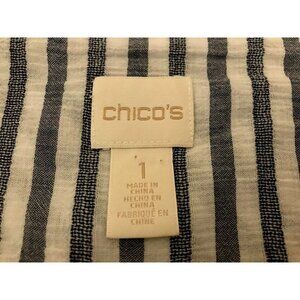 chico's
1
MADE IN
CHINA
HECHO EN
CHINA
FABRIQUÉ EN
CHINE